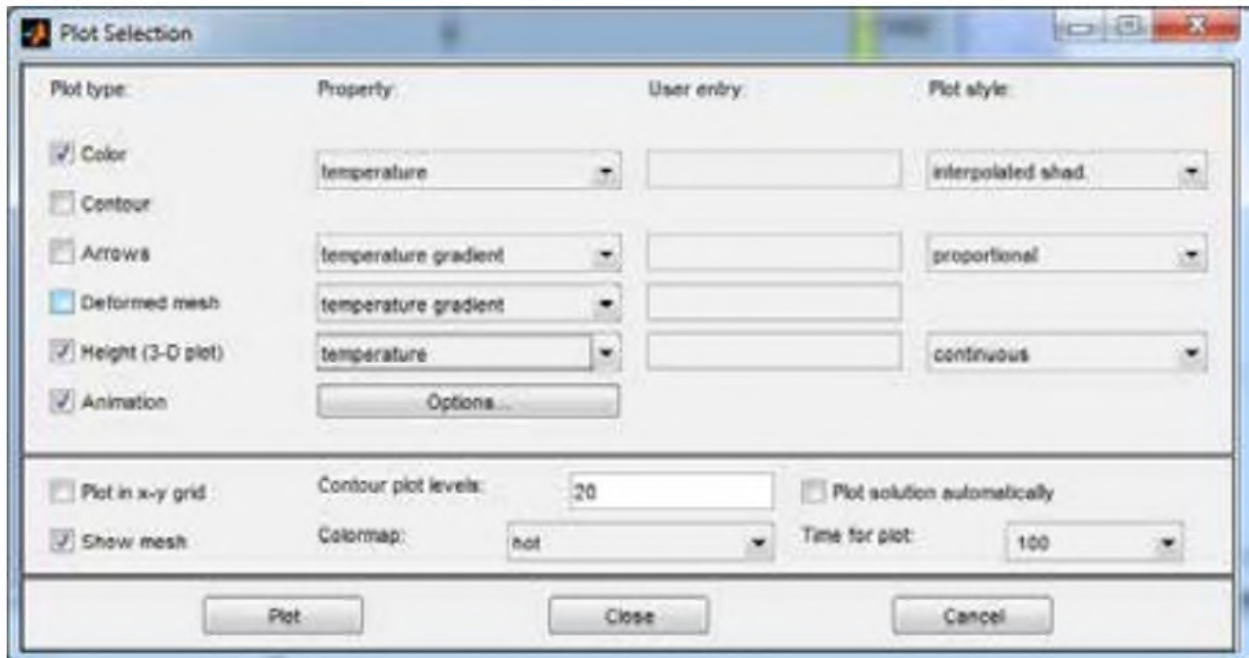 Plot Selection
Plot type: Property: User entry: Plot style:
Color temperature interpolated shad.
Contour
Arrows temperature gradient proportional
Deformed mesh temperature gradient
Height (3-D plot) temperature continuous
Animation Options...
Plot in x-y grid Contour plot levels: 20 Plot solution automatically
Show mesh Colormap: hot Time for plot: 100
Plot Close Cancel